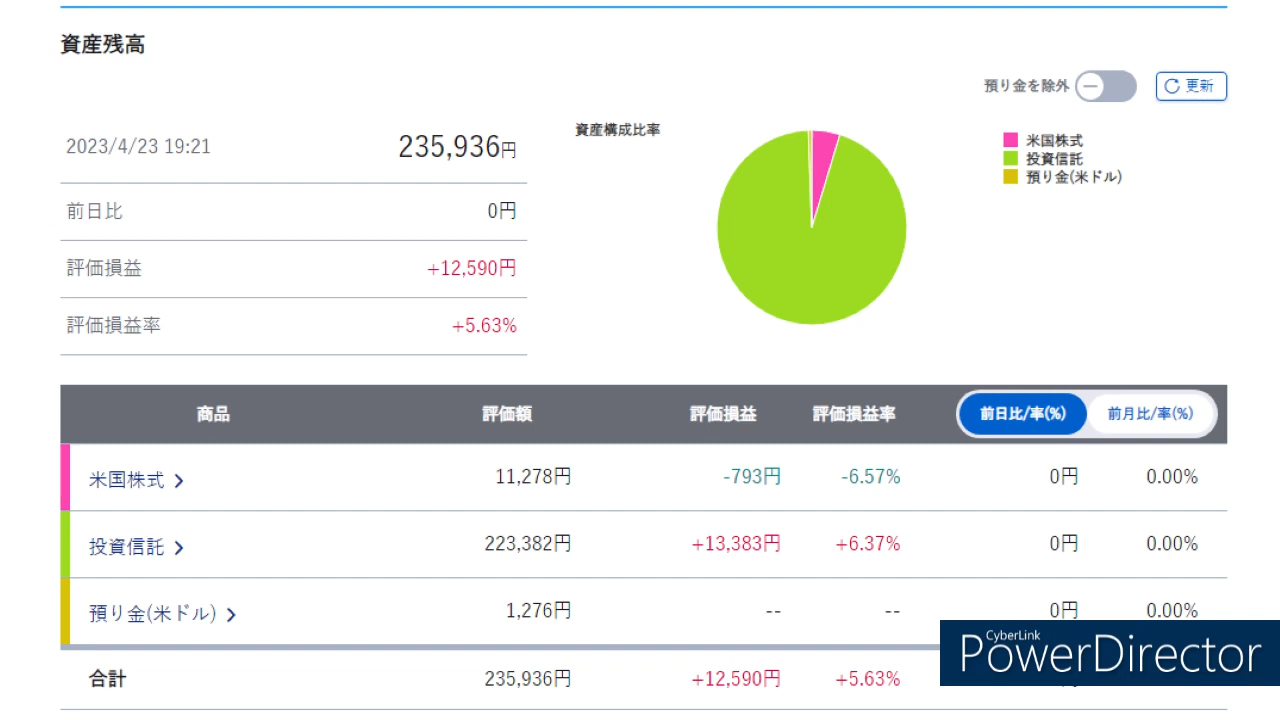 資産残高
預り金を除外 更新
2023/4/23 19:21 235,936円
前日比 0円
評価損益 +12,590円
評価損益率 +5.63%
資産構成比率
米国株式
投資信託
預り金(米ドル)
商品 評価額 評価損益 評価損益率 前日比/率(%) 前月比/率(%)
米国株式 11,278円 -793円 -6.57% 0円 0.00%
投資信託 223,382円 +13,383円 +6.37% 0円 0.00%
預り金(米ドル) 1,276円 -- -- 0円 0.00%
合計 235,936円 +12,590円 +5.63%
CyberLink
PowerDirector